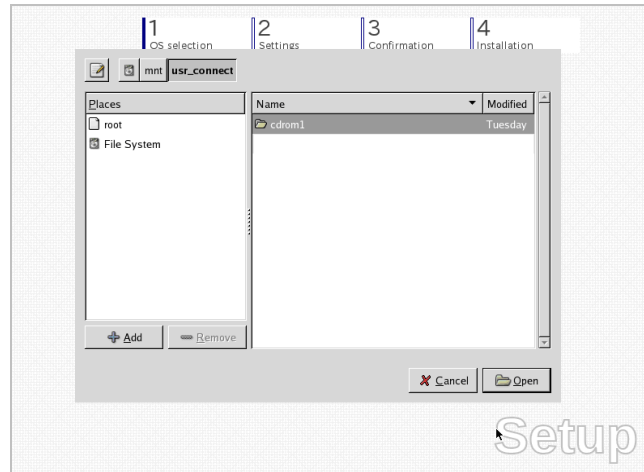 1 2 3 4
OS selection Settings Confirmation Installation
mnt usr_connect
Places Name Modified
root cdrom1 Tuesday
File System
Add Remove
Cancel Open
Setup